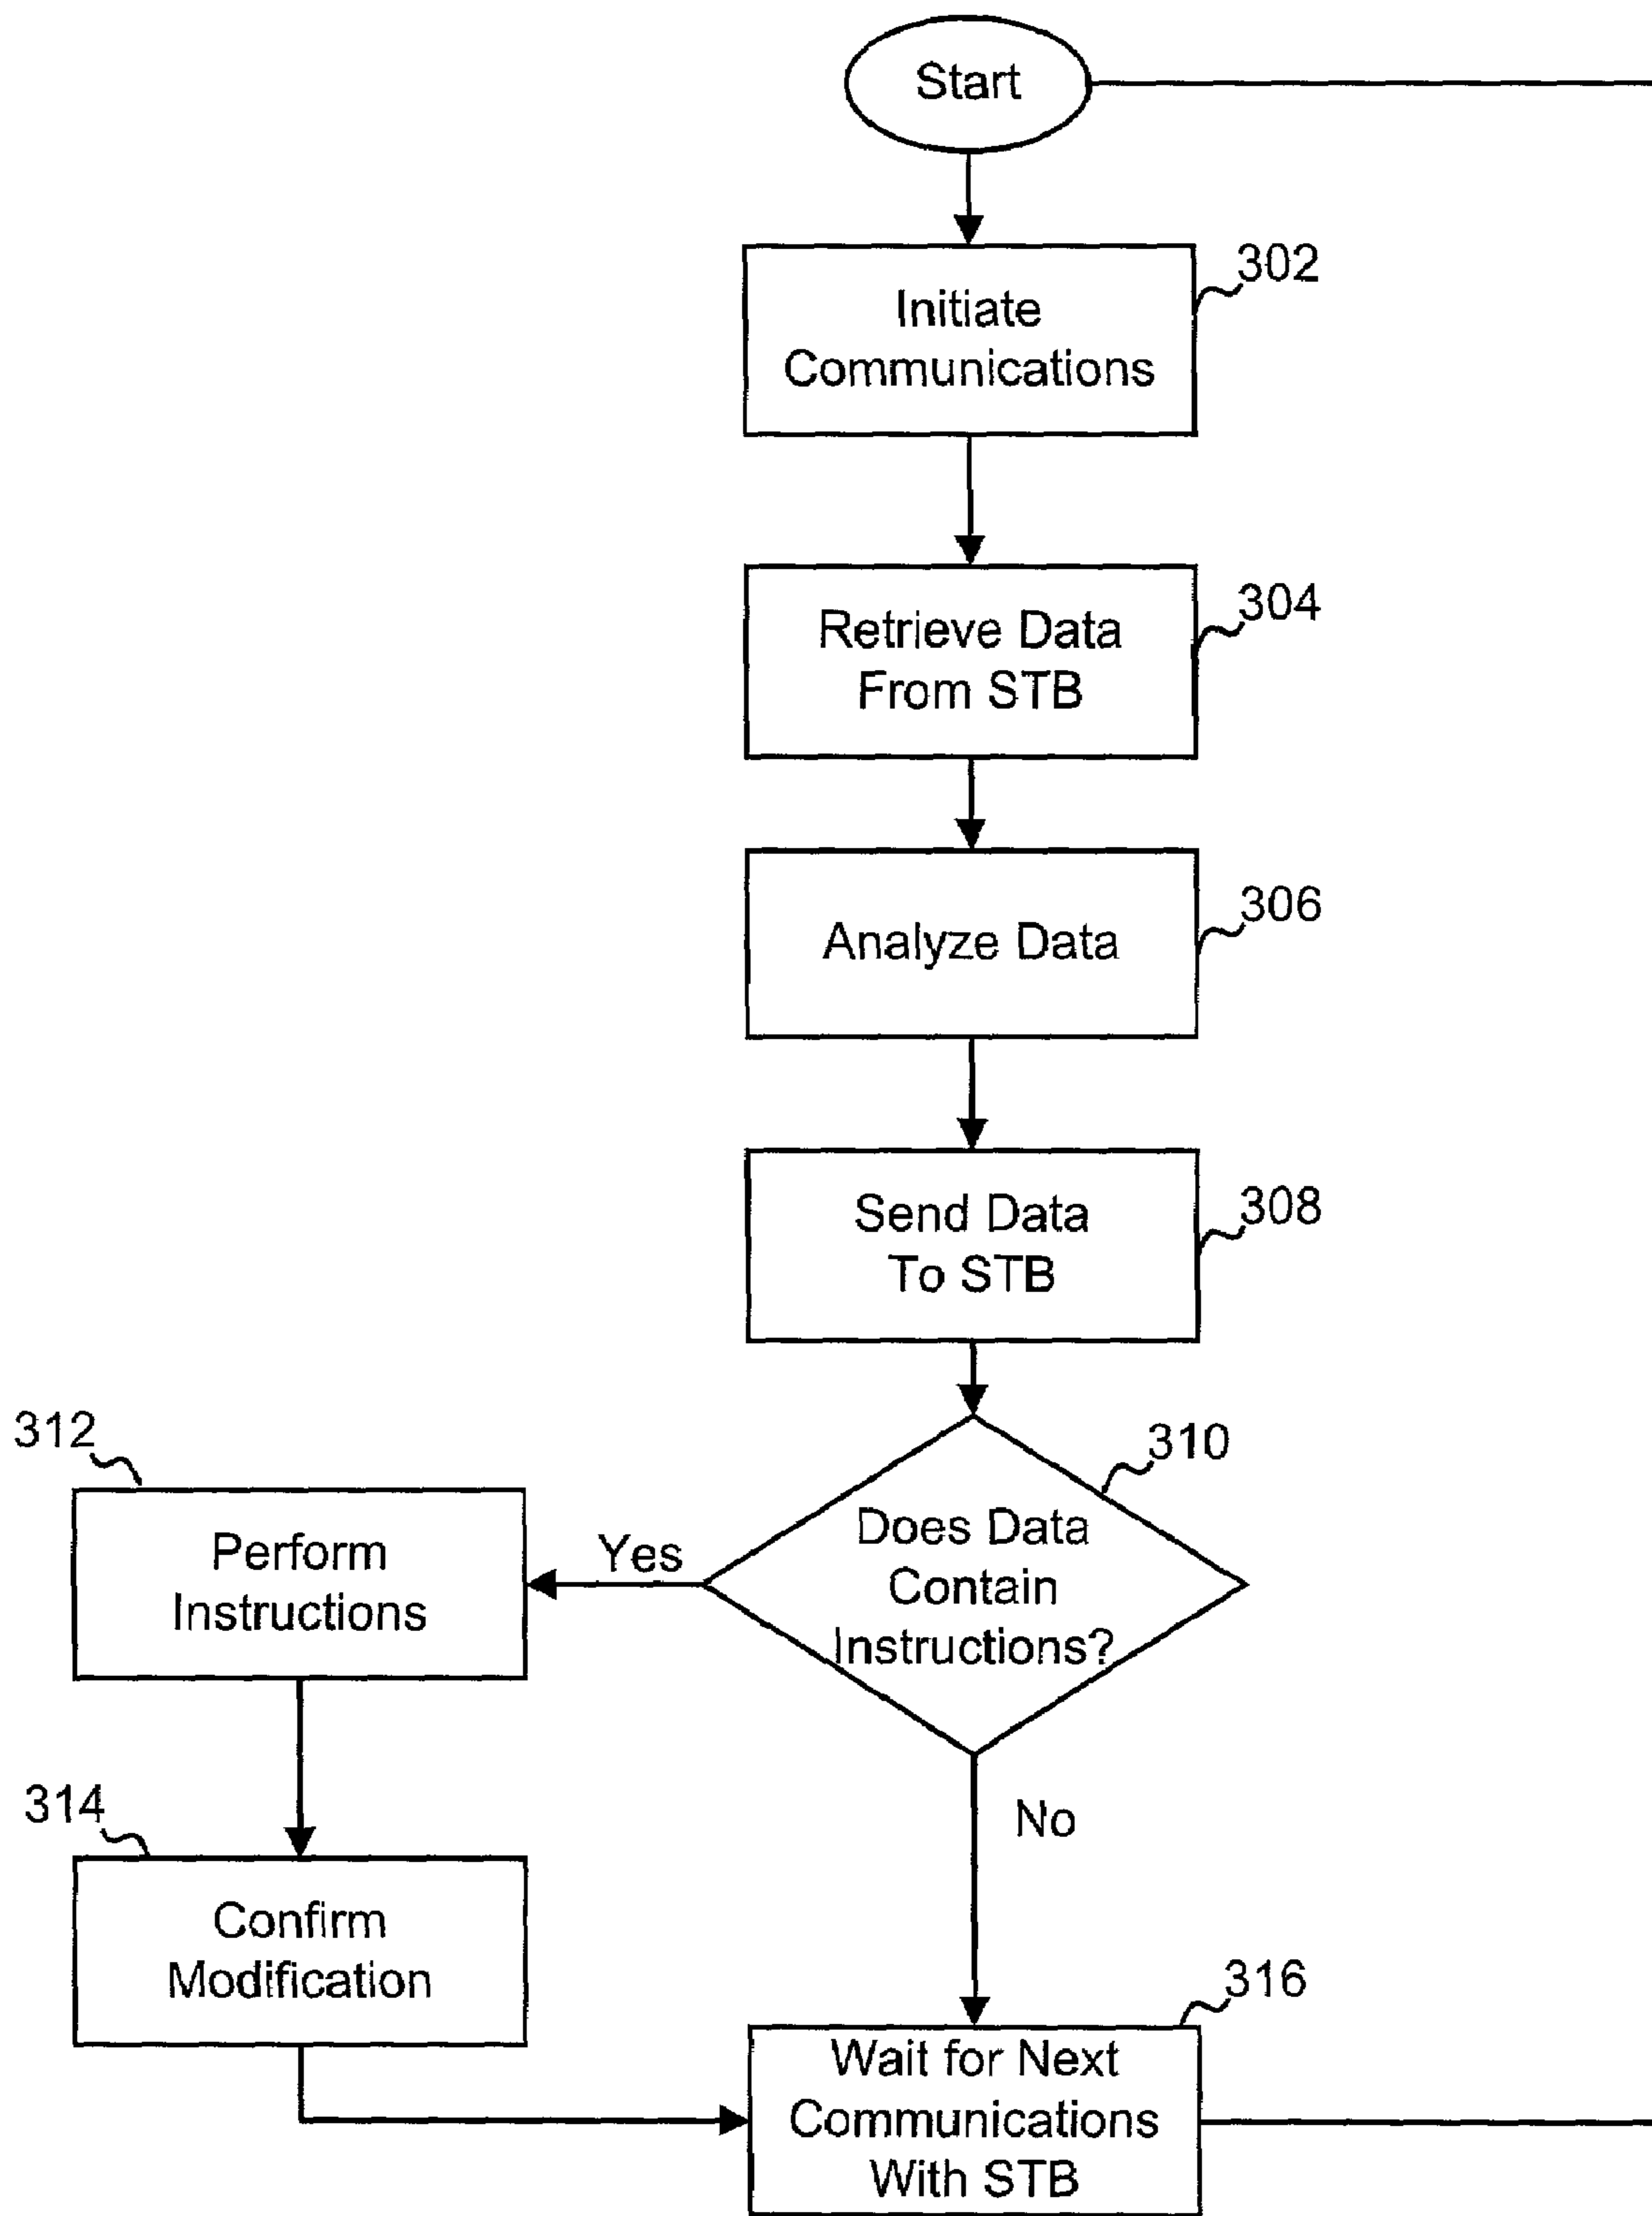 Start
302
Initiate
Communications
304
Retrieve Data
From STB
306
Analyze Data
308
Send Data
To STB
310
Does Data
Contain
Instructions?
Yes
312
Perform
Instructions
314
Confirm
Modification
No
316
Wait for Next
Communications
With STB